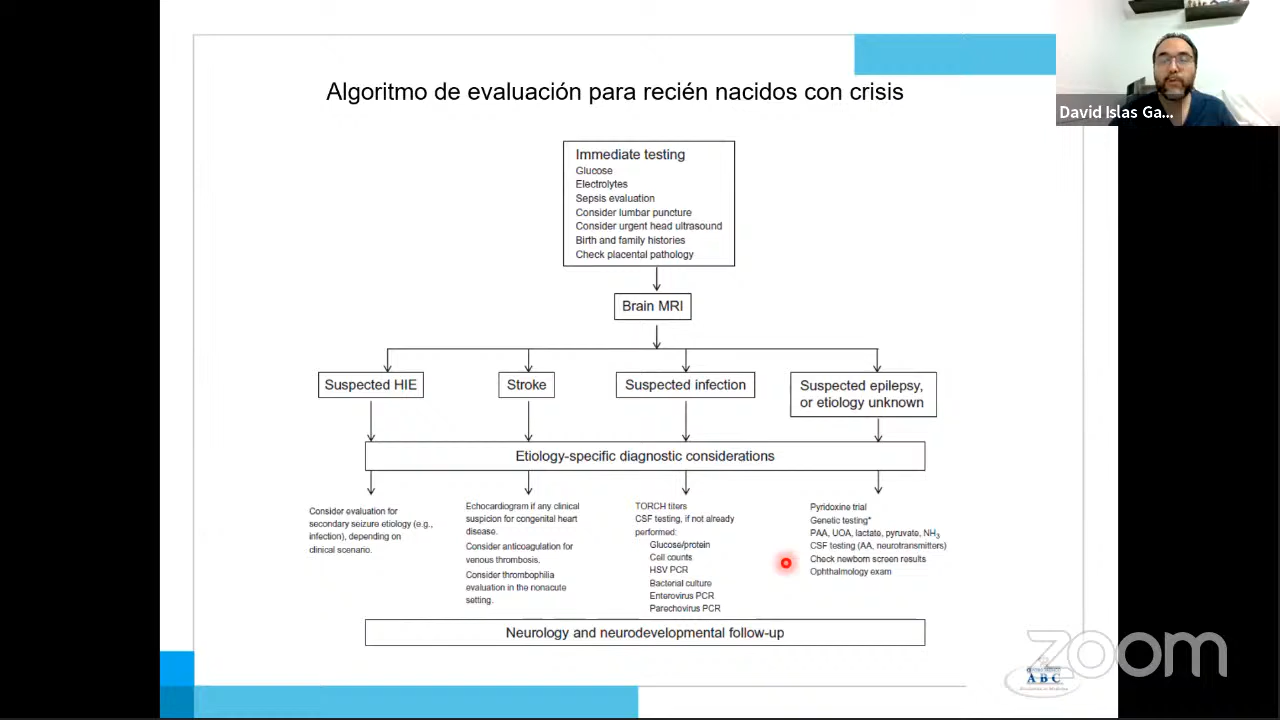 Algoritmo de evaluación para recién nacidos con crisis
David Islas Ga...
Immediate testing
Glucose
Electrolytes
Sepsis evaluation
Consider lumbar puncture
Consider urgent head ultrasound
Birth and family histories
Check placental pathology
Brain MRI
Suspected HIE
Stroke
Suspected infection
Suspected epilepsy,
or etiology unknown
Etiology-specific diagnostic considerations
Consider evaluation for
secondary seizure etiology (e.g.,
infection), depending on
clinical scenario.
Echocardiogram if any clinical
suspicion for congenital heart
disease.
Consider anticoagulation for
venous thrombosis.
Consider thrombophilia
evaluation in the nonacute
setting.
TORCH titers
CSF testing, if not already
performed:
Glucose/protein
Cell counts
HSV PCR
Bacterial culture
Enterovirus PCR
Parechovirus PCR
Pyridoxine trial
Genetic testing*
PAA, UOA, lactate, pyruvate, NH3
CSF testing (AA, neurotransmitters)
Check newborn screen results
Ophthalmology exam
Neurology and neurodevelopmental follow-up
zoom
ABC